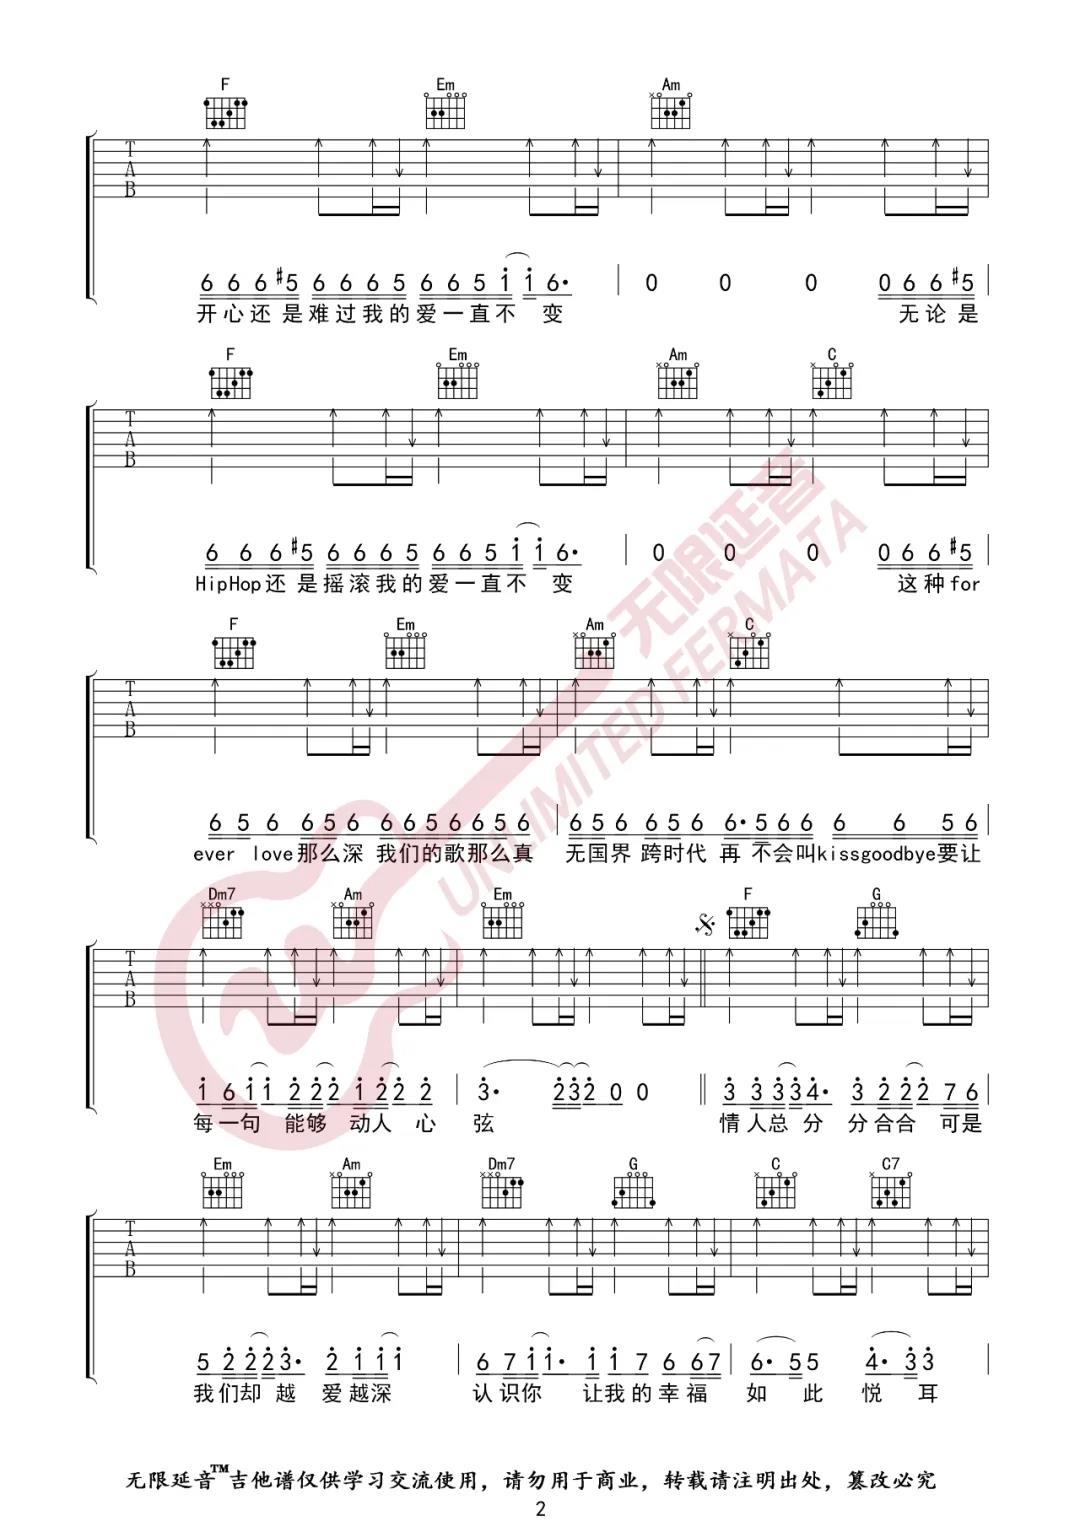 F Em Am
T
A
B
6 6 6 #5 6 6 6 5 6 6 5 1 1 6· | 0 0 0 0 6 6 #5
开心还是难过我的爱一直不变 无论是
F Em Am C
T
A
B
6 6 6 #5 6 6 6 5 6 6 5 1 1 6· | 0 0 0 0 6 6 #5
HipHop还是摇滚我的爱一直不变 这种for
F Em Am C
T
A
B
6 5 6 6 5 6 6 6 5 6 6 5 6 | 6 5 6 6 5 6 6· 5 6 6 6 6 5 6
ever love那么深 我们的歌那么真 无国界 跨时代 再不会叫kissgoodbye要让
Dm7 Am Em F G
T
A
B
1 6 1 1 2 2 2 2 1 2 2 2 2 | 3· 2 3 2 0 0 || 3 3 3 3 3 4· 3 2 2 2 7 6
每一句 能够 动人 心弦 情人总分分合合 可是
Em Am Dm7 G C C7
T
A
B
5 2 2 2 3· 2 1 1 1 | 6 7 1 1· 1 1 7 6 6 7 | 6· 5 5 4· 3 3
我们却越爱越深 认识你 让我的幸福 如此悦耳
无限延音
UNLIMITED FERMATA
无限延音™吉他谱仅供学习交流使用，请勿用于商业，转载请注明出处，篡改必究
2